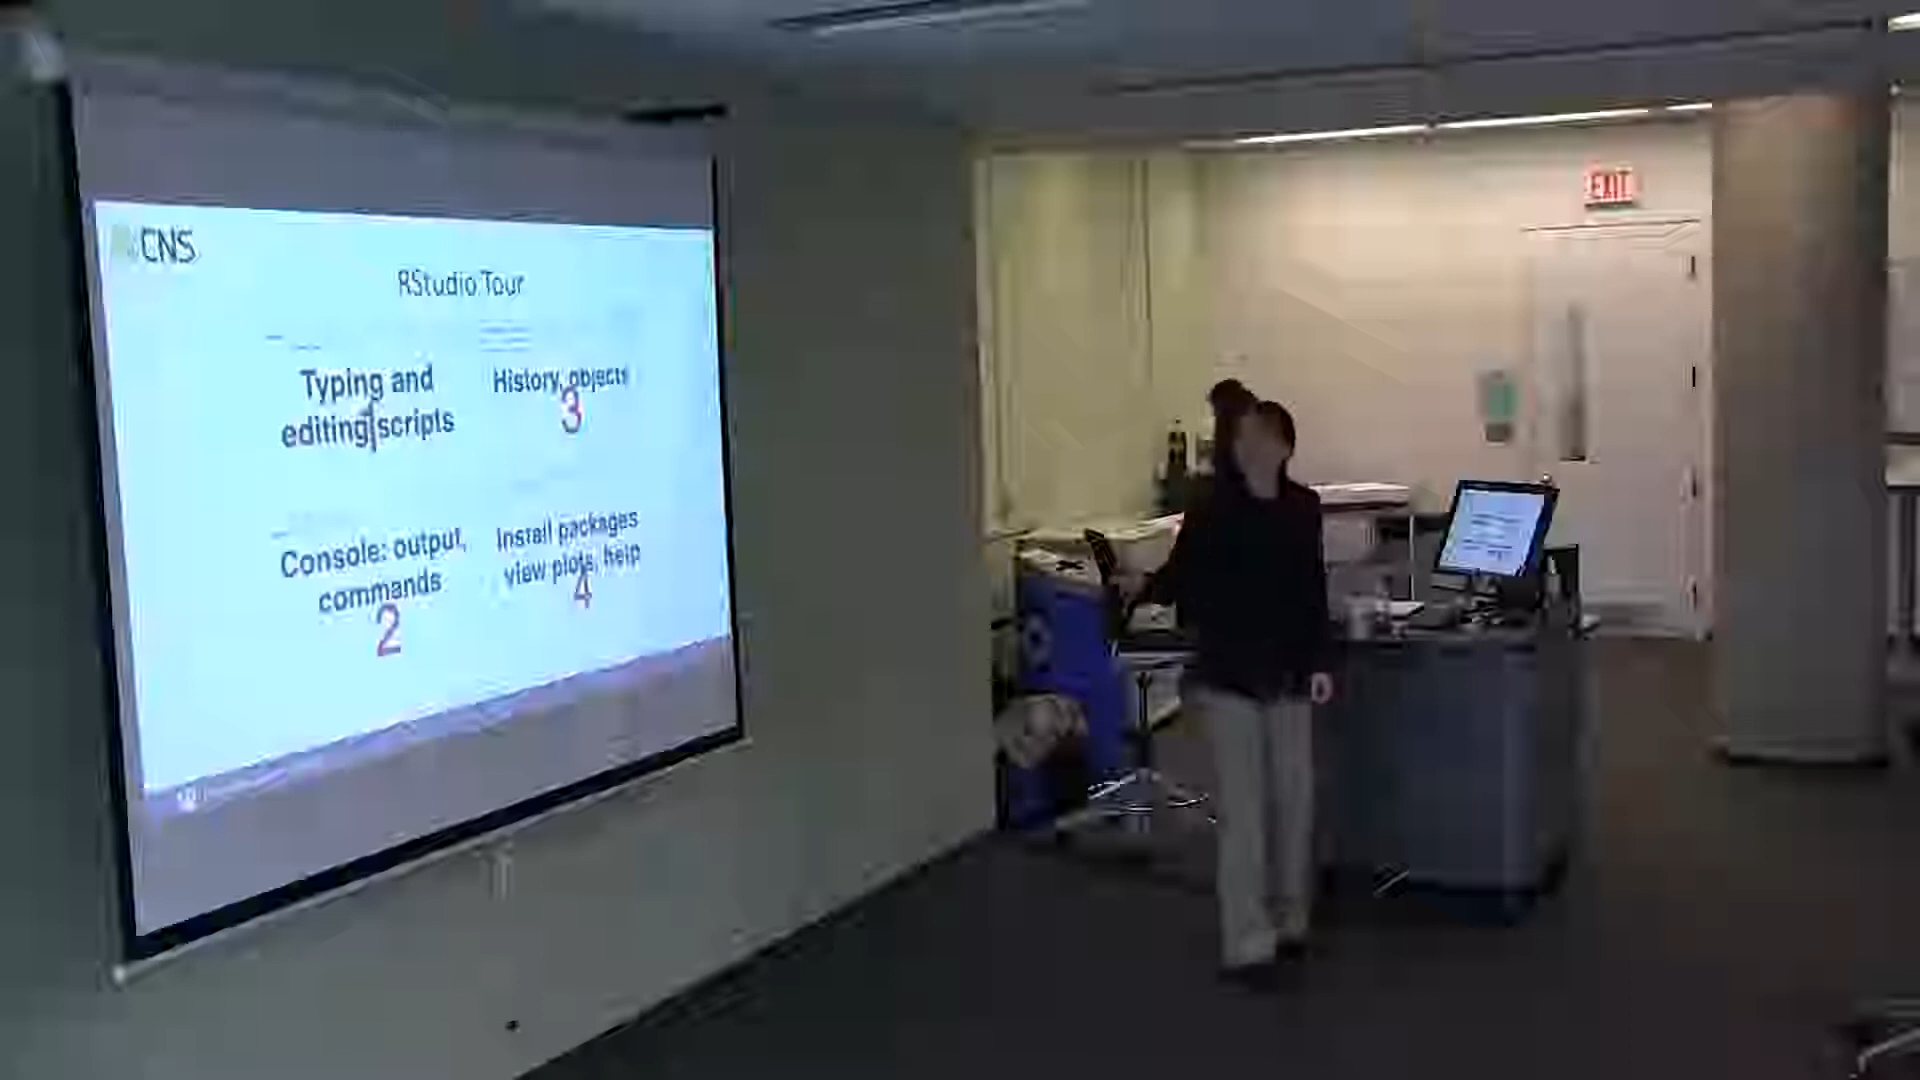 CNS
RStudio Tour
Typing and
editing scripts
1
History, objects
3
Console: output,
commands
2
Install packages
view plots, help
4
EXIT